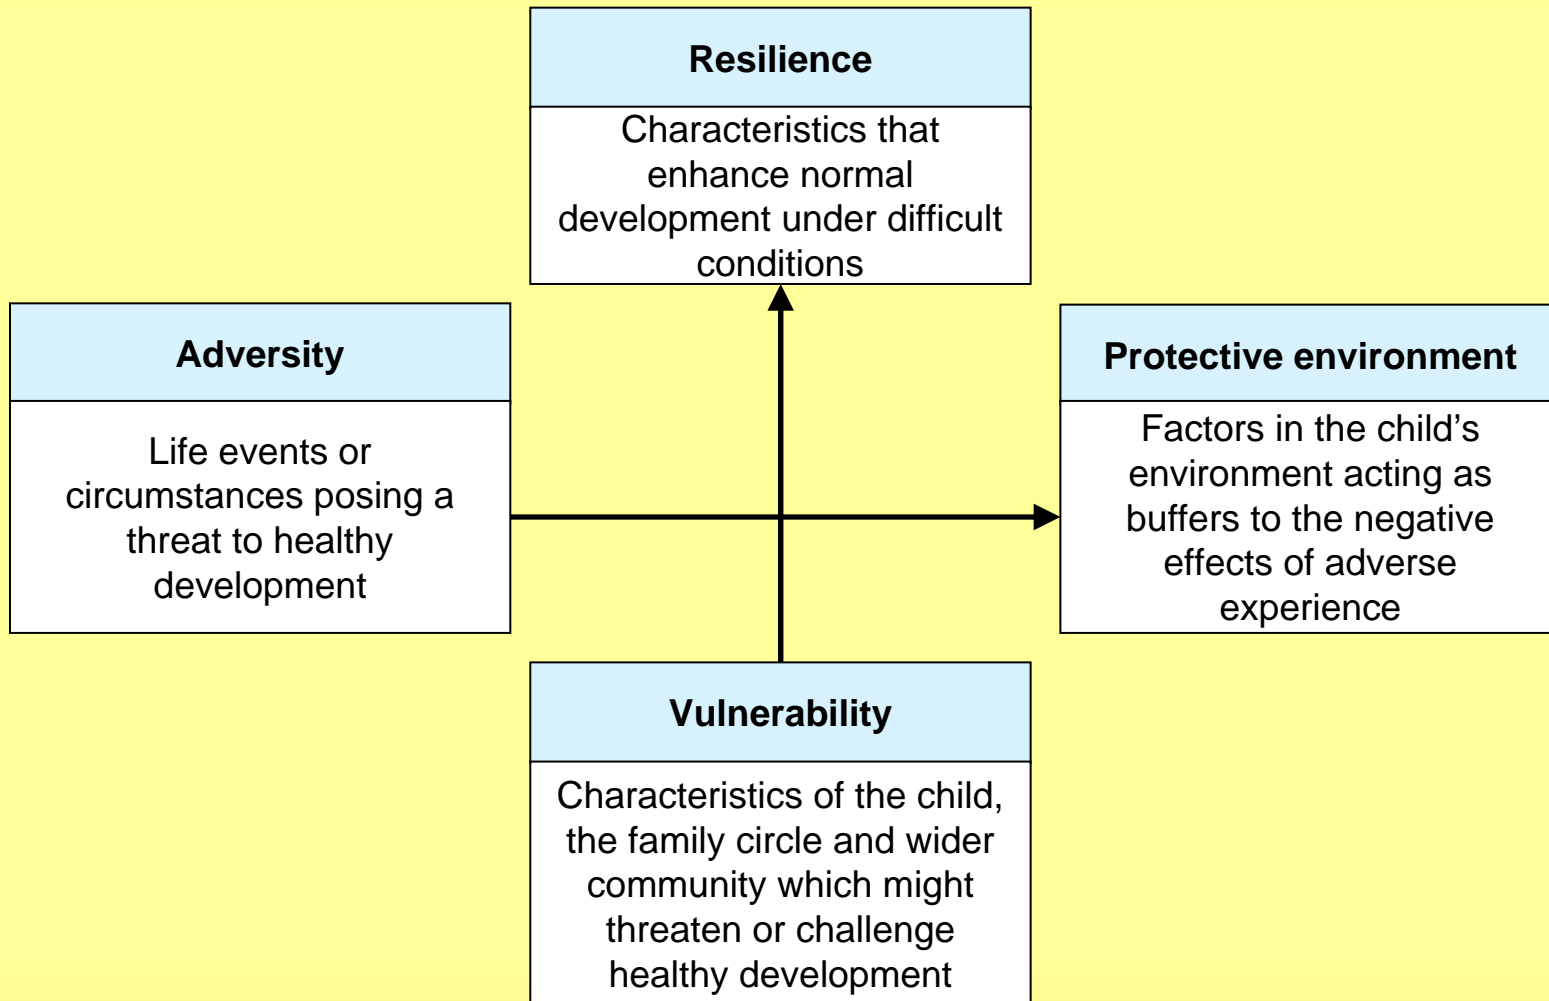 Resilience
Characteristics that
enhance normal
development under difficult
conditions
Adversity
Life events or
circumstances posing a
threat to healthy
development
Protective environment
Factors in the child’s
environment acting as
buffers to the negative
effects of adverse
experience
Vulnerability
Characteristics of the child,
the family circle and wider
community which might
threaten or challenge
healthy development